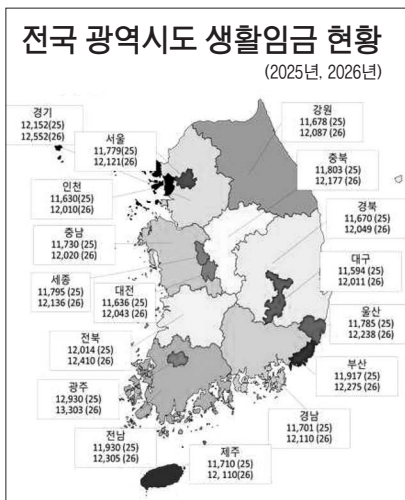 전국 광역시도 생활임금 현황
(2025년, 2026년)
경기
12,152(25)
12,552(26)
서울
11,779(25)
12,121(26)
인천
11,630(25)
12,010(26)
충남
11,730 (25)
12,020 (26)
세종
11,795 (25)
12,136 (26)
대전
11,636 (25)
12,043 (26)
전북
12,014 (25)
12,410 (26)
광주
12,930 (25)
13,303 (26)
전남
11,930 (25)
12,305 (26)
제주
11,710 (25)
12, 110(26)
강원
11,678 (25)
12,087 (26)
충북
11,803 (25)
12,177 (26)
경북
11,670 (25)
12,049 (26)
대구
11,594 (25)
12,011 (26)
울산
11,785 (25)
12,238 (26)
부산
11,917 (25)
12,275 (26)
경남
11,701 (25)
12,110 (26)